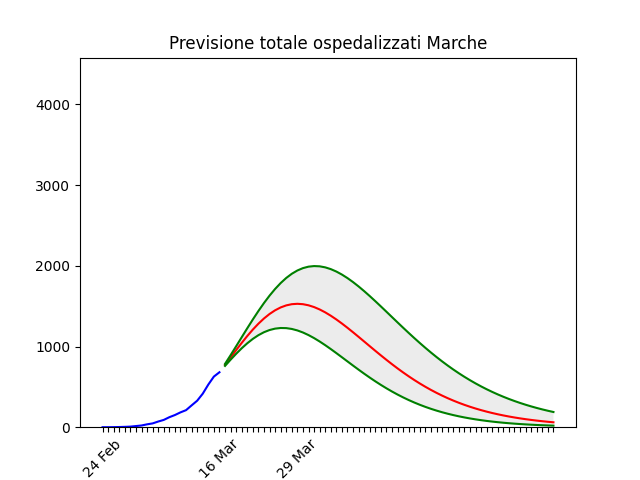 Previsione totale ospedalizzati Marche
4000
3000
2000
1000
0
24 Feb
16 Mar
29 Mar